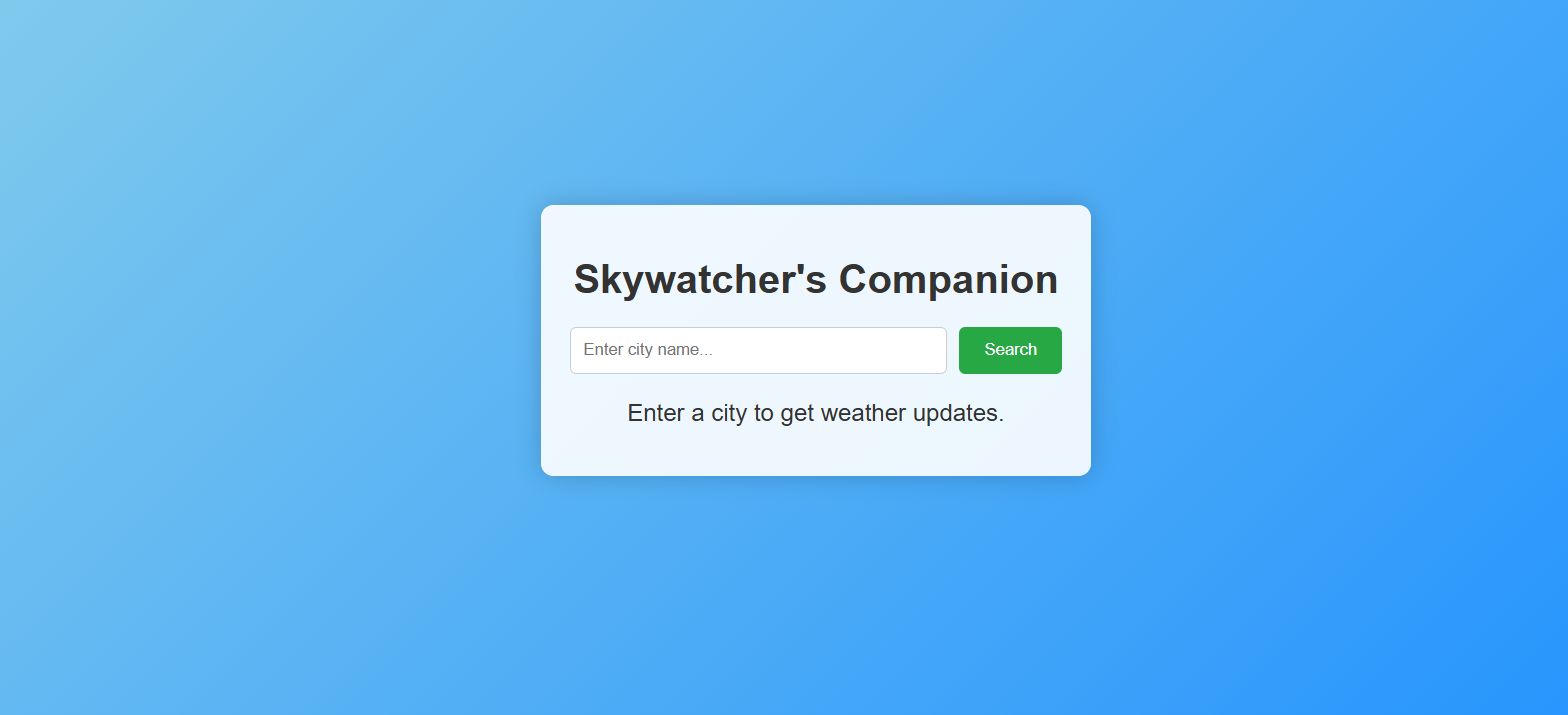 Skywatcher's Companion
Enter city name...
Search
Enter a city to get weather updates.